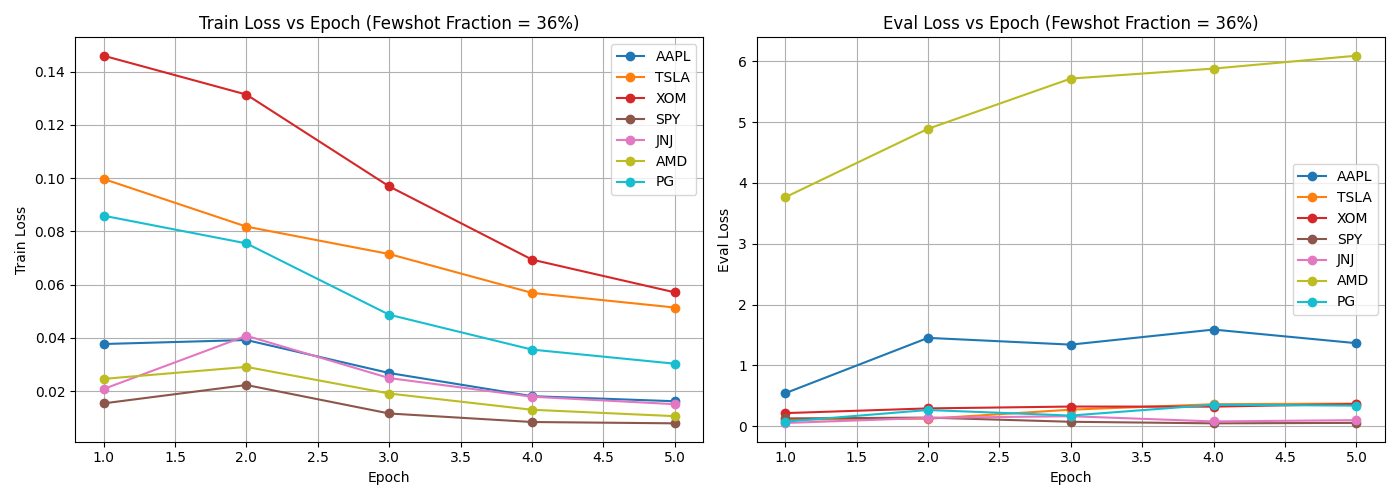 Train Loss vs Epoch (Fewshot Fraction = 36%)
Train Loss
0.14
0.12
0.10
0.08
0.06
0.04
0.02
AAPL
TSLA
XOM
SPY
JNJ
AMD
PG
1.0 1.5 2.0 2.5 3.0 3.5 4.0 4.5 5.0
Epoch
Eval Loss vs Epoch (Fewshot Fraction = 36%)
Eval Loss
6
5
4
3
2
1
0
AAPL
TSLA
XOM
SPY
JNJ
AMD
PG
1.0 1.5 2.0 2.5 3.0 3.5 4.0 4.5 5.0
Epoch